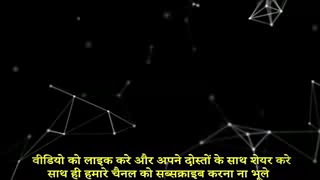 वीडियो को लाइक करे और अपने दोस्तों के साथ शेयर करे
साथ ही हमारे चैनल को सब्सक्राइब करना ना भूले